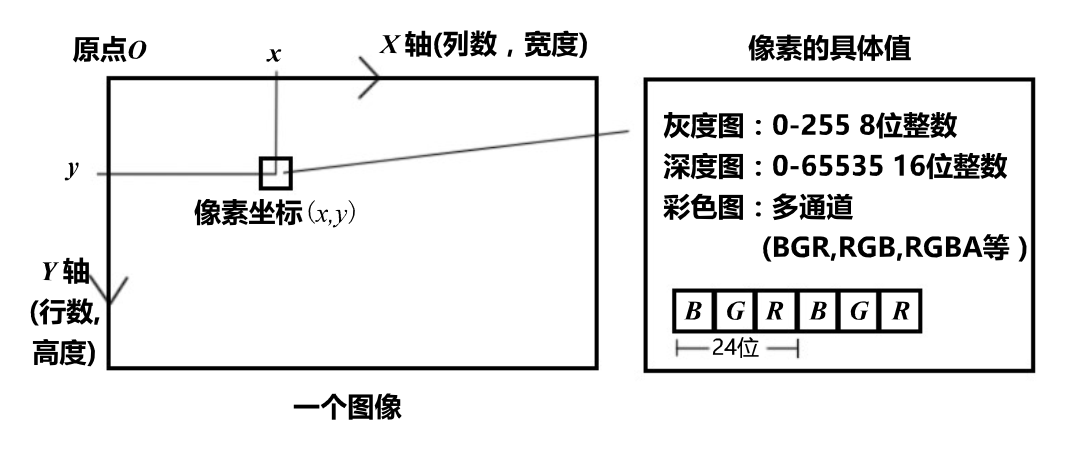 原点O
x
X 轴(列数，宽度)
y
像素坐标(x,y)
Y 轴
(行数,
高度)
一个图像
像素的具体值
灰度图：0-255 8位整数
深度图：0-65535 16位整数
彩色图：多通道
(BGR,RGB,RGBA等 )
B G R B G R
24位